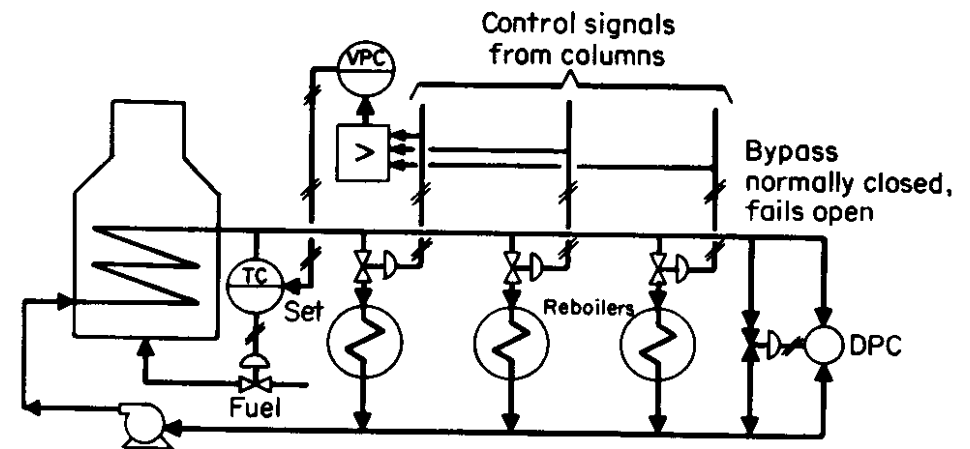 Control signals
from columns
VPC
>
Bypass
normally closed,
fails open
TC
Set
Reboilers
DPC
Fuel